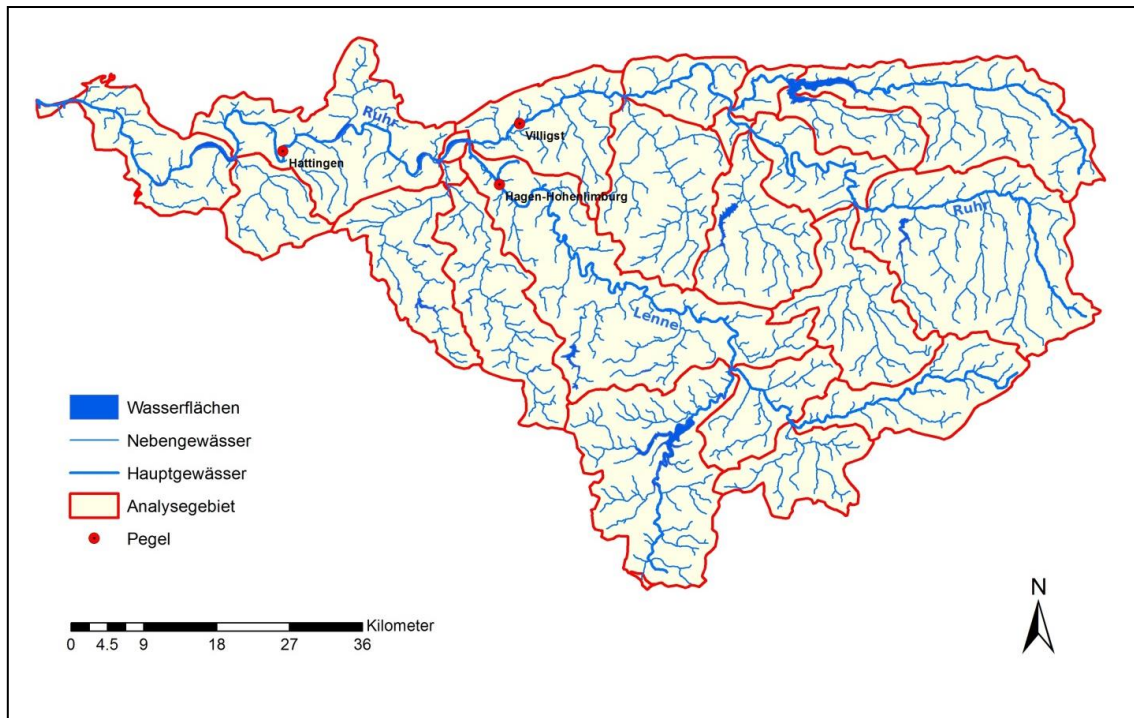 Ruhr
Villigst
Hattingen
Hagen-Hohenlimburg
Ruhr
Lenne
Wasserflächen
Nebengewässer
Hauptgewässer
Analysegebiet
Pegel
N
Kilometer
0 4.5 9 18 27 36